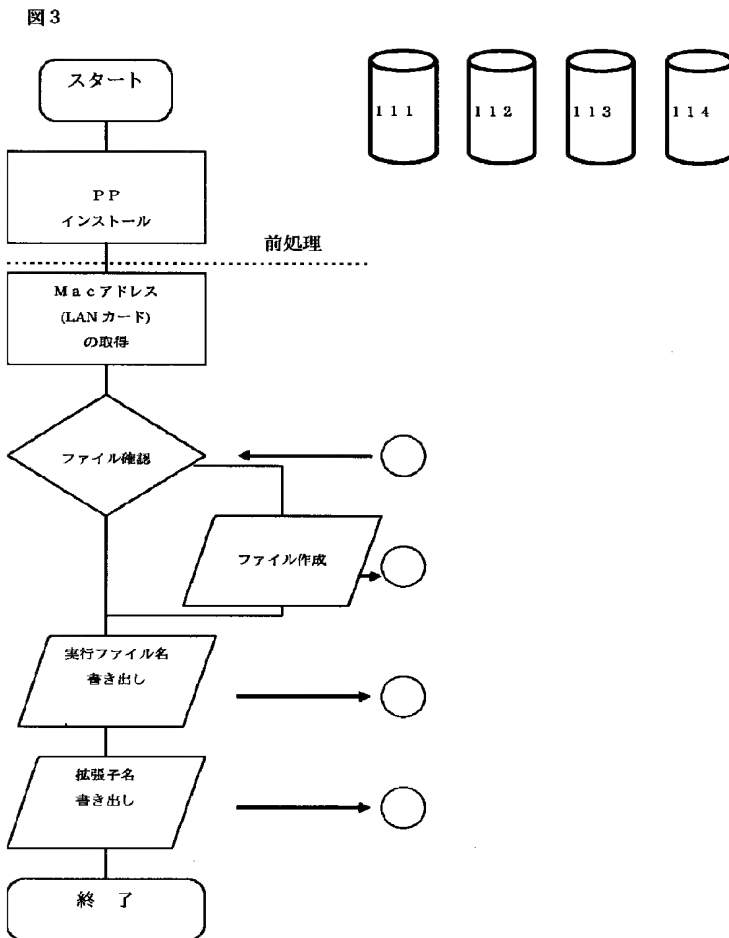 図3
スタート
111
112
113
114
PP
インストール
前処理
Macアドレス
(LANカード)
の取得
ファイル確認
ファイル作成
実行ファイル名
書き出し
拡張子名
書き出し
終 了